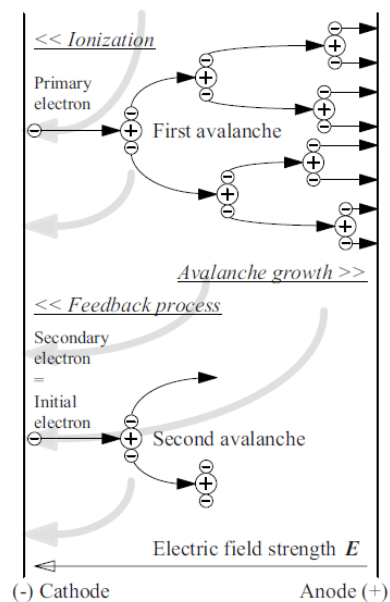 << Ionization
Primary
electron
First avalanche
Avalanche growth >>
<< Feedback process
Secondary
electron
=
Initial
electron
Second avalanche
Electric field strength E
(-) Cathode
Anode (+)